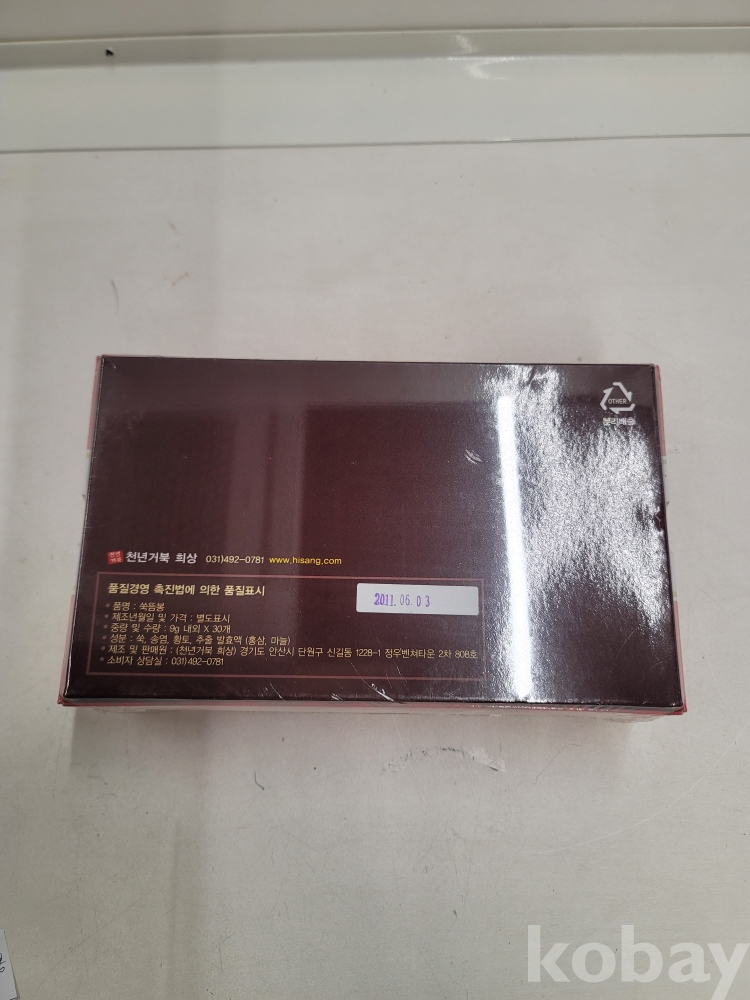 OTHER
분리배출
천년거북 희상 031)492-0781 www.hisang.com
품질경영 촉진법에 의한 품질표시
2011.06.03
• 품명 : 쑥뜸봉
• 제조년월일 및 가격 : 별도표시
• 중량 및 수량 : 9g 내외 X 30개
• 성분 : 쑥, 송연, 황토, 추출 발효액 (홍삼, 마늘)
• 제조 및 판매원 : (천년거북 희상) 경기도 안산시 단원구 신길동 1228-1 정우벤쳐타운 2차 808호
• 소비자 상담실 : 031)492-0781
kobay